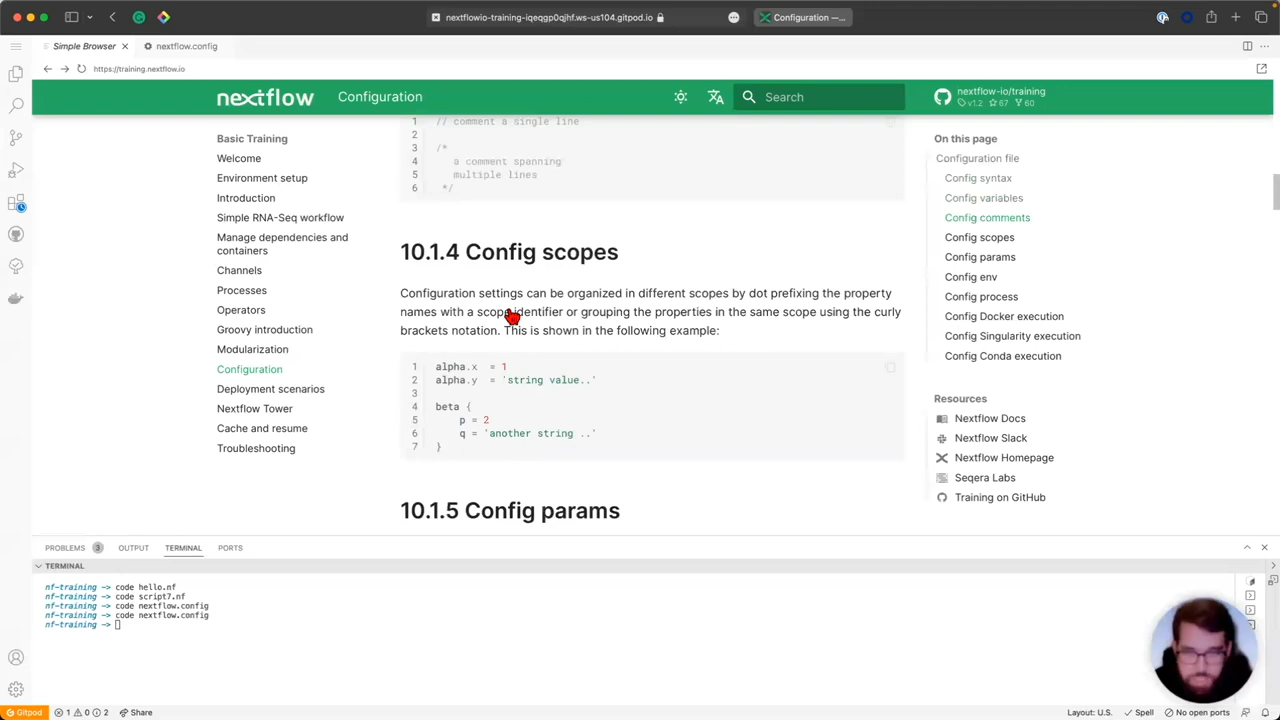 nextflowio-training-iqeqgp0qjhf.ws-us104.gitpod.io
Configuration —...
Simple Browser
nextflow.config
https://training.nextflow.io
nextflow
Configuration
Search
nextflow-io/training
v1.2 67 60
Basic Training
Welcome
Environment setup
Introduction
Simple RNA-Seq workflow
Manage dependencies and
containers
Channels
Processes
Operators
Groovy introduction
Modularization
Configuration
Deployment scenarios
Nextflow Tower
Cache and resume
Troubleshooting
1 // comment a single line
2
3 /*
4 a comment spanning
5 multiple lines
6 */
10.1.4 Config scopes
Configuration settings can be organized in different scopes by dot prefixing the property
names with a scope identifier or grouping the properties in the same scope using the curly
brackets notation. This is shown in the following example:
1 alpha.x = 1
2 alpha.y = 'string value..'
3
4 beta {
5 p = 2
6 q = 'another string ..'
7 }
10.1.5 Config params
On this page
Configuration file
Config syntax
Config variables
Config comments
Config scopes
Config params
Config env
Config process
Config Docker execution
Config Singularity execution
Config Conda execution
Resources
Nextflow Docs
Nextflow Slack
Nextflow Homepage
Seqera Labs
Training on GitHub
PROBLEMS 3 OUTPUT TERMINAL PORTS
TERMINAL
nf-training -> code hello.nf
nf-training -> code script7.nf
nf-training -> code nextflow.config
nf-training -> code nextflow.config
nf-training ->
Gitpod 1 0 2 Share
Layout: U.S. Spell No open ports